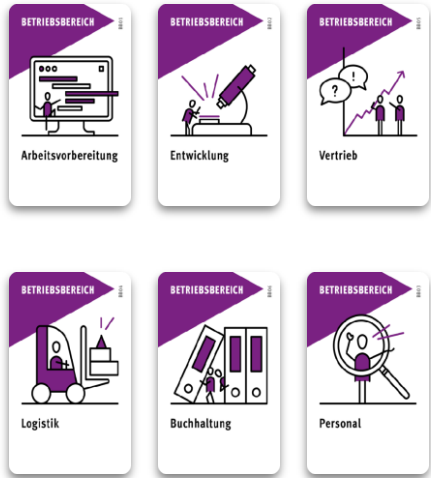 BETRIEBSBEREICH
Arbeitsvorbereitung
BETRIEBSBEREICH
Entwicklung
BETRIEBSBEREICH
? !
Vertrieb
BETRIEBSBEREICH
Logistik
BETRIEBSBEREICH
Buchhaltung
BETRIEBSBEREICH
Personal